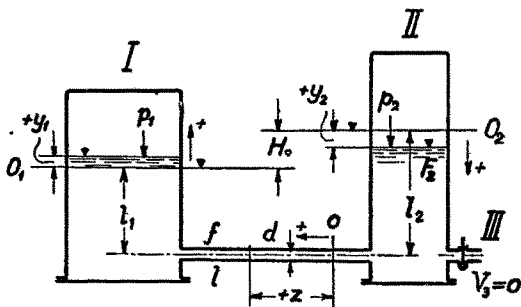 I II
+y₁ p₁ + +y₂ p₂
O₁ H₀ O₂
F₂ +
l₁ l₂
f d + o III
l +z V₃=0